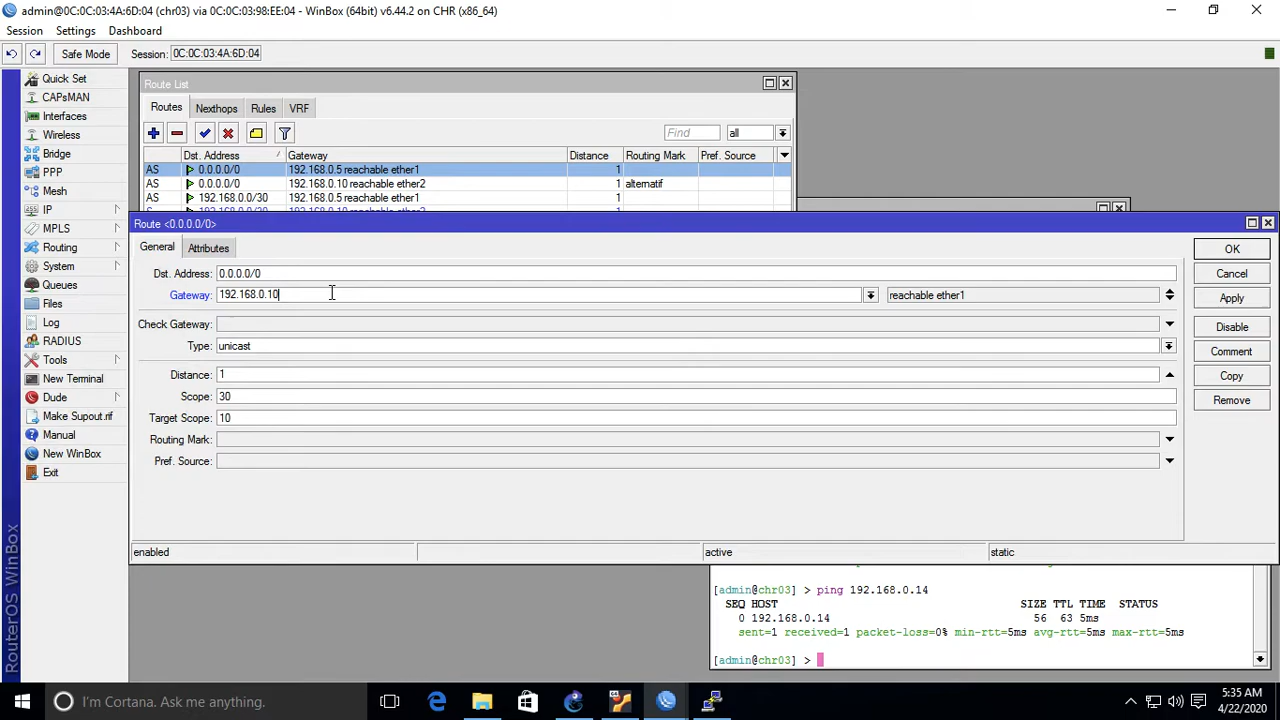 admin@0C:0C:03:4A:6D:04 (chr03) via 0C:0C:03:98:EE:04 - WinBox (64bit) v6.44.2 on CHR (x86_64)
Session Settings Dashboard
Safe Mode Session: 0C:0C:03:4A:6D:04
Quick Set
CAPsMAN
Interfaces
Wireless
Bridge
PPP
Mesh
IP
MPLS
Routing
System
Queues
Files
Log
RADIUS
Tools
New Terminal
Dude
Make Supout.rif
Manual
New WinBox
Exit
RouterOS WinBox
Route List
Routes Nexthops Rules VRF
Find all
Dst. Address Gateway Distance Routing Mark Pref. Source
AS 0.0.0.0/0 192.168.0.5 reachable ether1 1
AS 0.0.0.0/0 192.168.0.10 reachable ether2 1 alternatif
AS 192.168.0.0/30 192.168.0.5 reachable ether1 1
Route <0.0.0.0/0>
General Attributes
Dst. Address: 0.0.0.0/0
Gateway: 192.168.0.10 reachable ether1
Check Gateway:
Type: unicast
Distance: 1
Scope: 30
Target Scope: 10
Routing Mark:
Pref. Source:
OK
Cancel
Apply
Disable
Comment
Copy
Remove
enabled active static
[admin@chr03] > ping 192.168.0.14
SEQ HOST SIZE TTL TIME STATUS
0 192.168.0.14 56 63 5ms
sent=1 received=1 packet-loss=0% min-rtt=5ms avg-rtt=5ms max-rtt=5ms
[admin@chr03] >
I'm Cortana. Ask me anything.
5:35 AM
4/22/2020